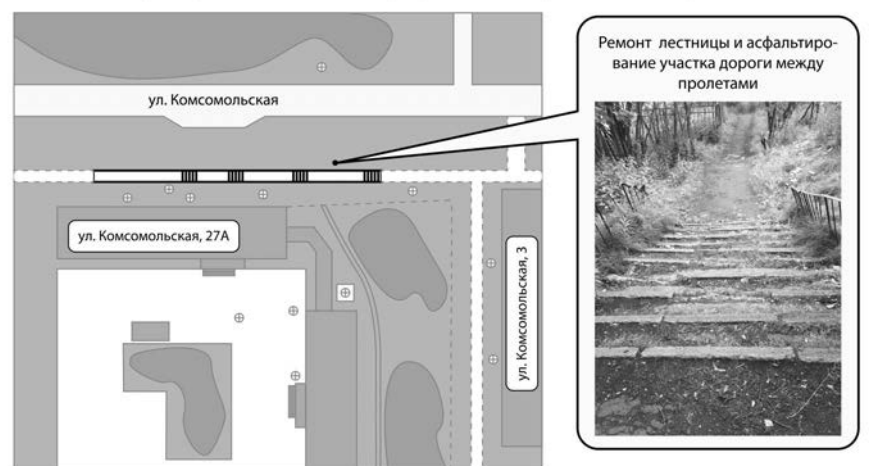 ул. Комсомольская
Ремонт лестницы и асфальтиро-
вание участка дороги между
пролетами
ул. Комсомольская, 27А
ул. Комсомольская, 3